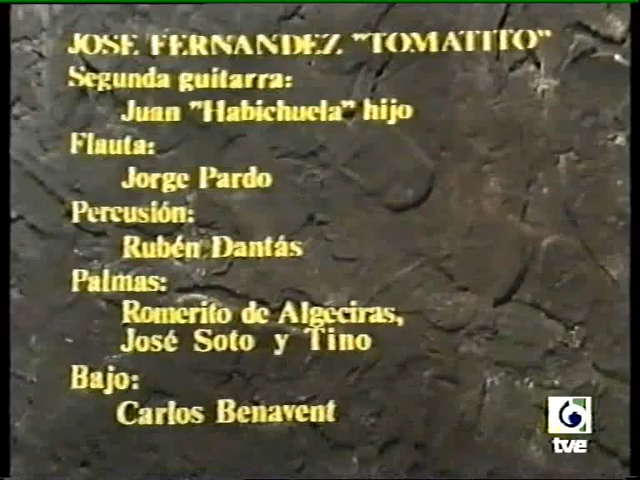 JOSE FERNANDEZ "TOMATITO"
Segunda guitarra:
Juan "Habichuela" hijo
Flauta:
Jorge Pardo
Percusión:
Rubén Dantás
Palmas:
Romerito de Algeciras,
José Soto y Tino
Bajo:
Carlos Benavent
tve